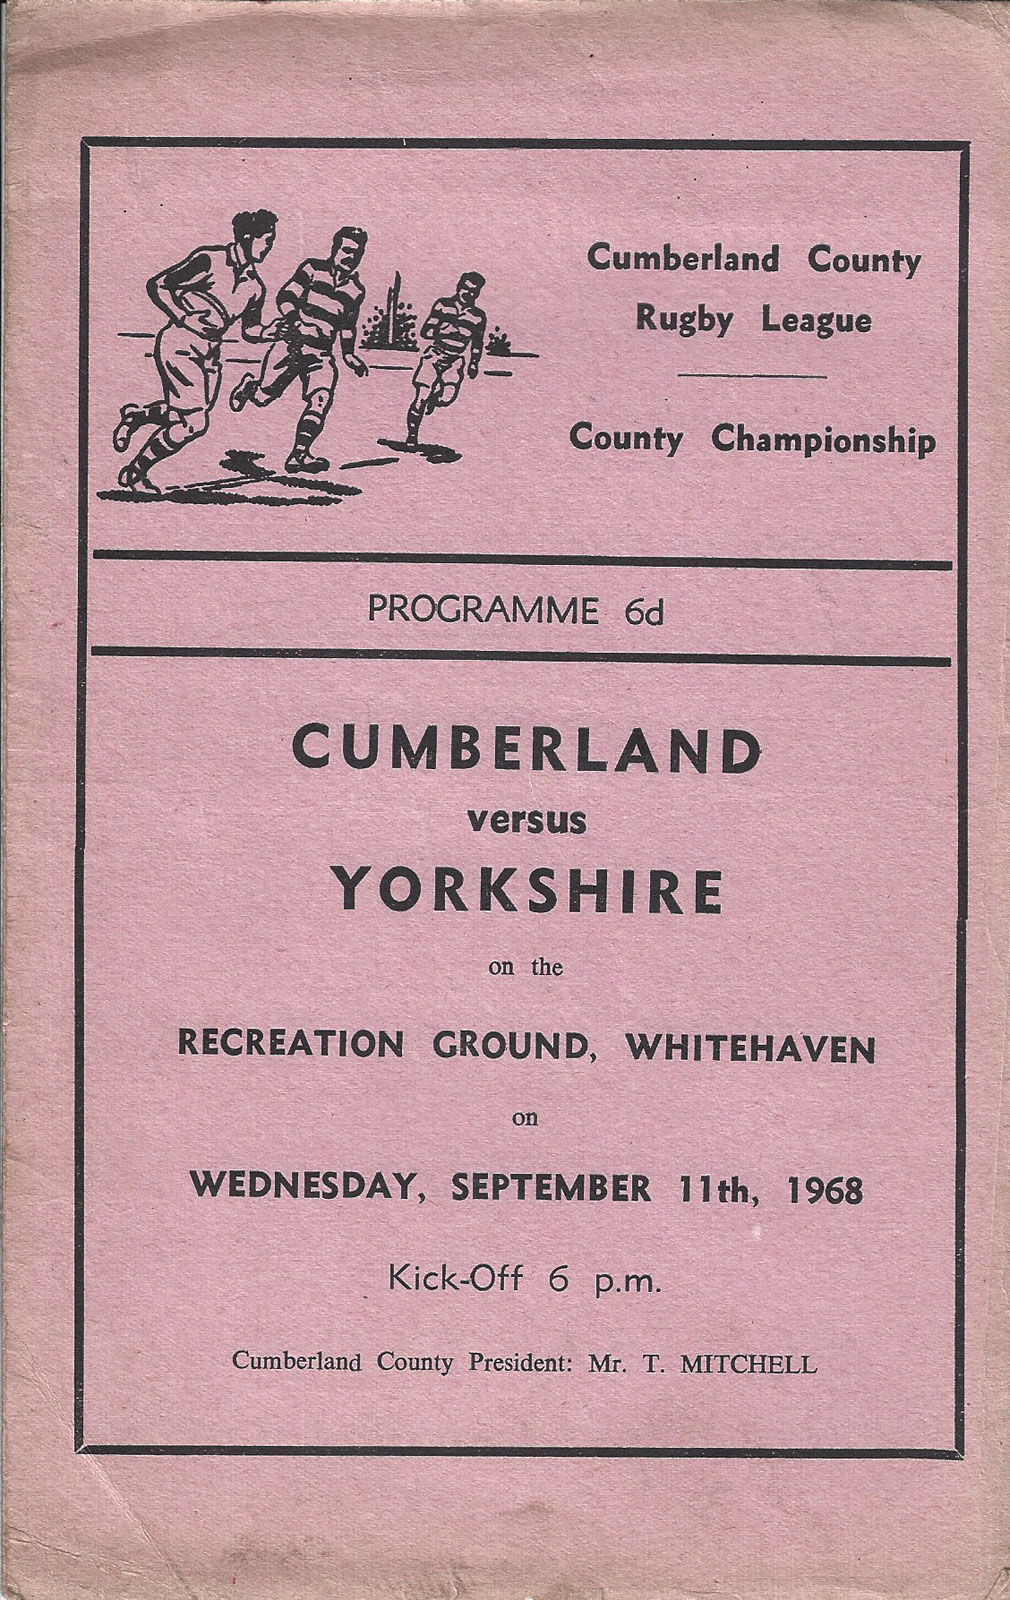 Cumberland County
Rugby League
County Championship
PROGRAMME 6d
CUMBERLAND
versus
YORKSHIRE
on the
RECREATION GROUND, WHITEHAVEN
on
WEDNESDAY, SEPTEMBER 11th, 1968
Kick-Off 6 p.m.
Cumberland County President: Mr. T. MITCHELL